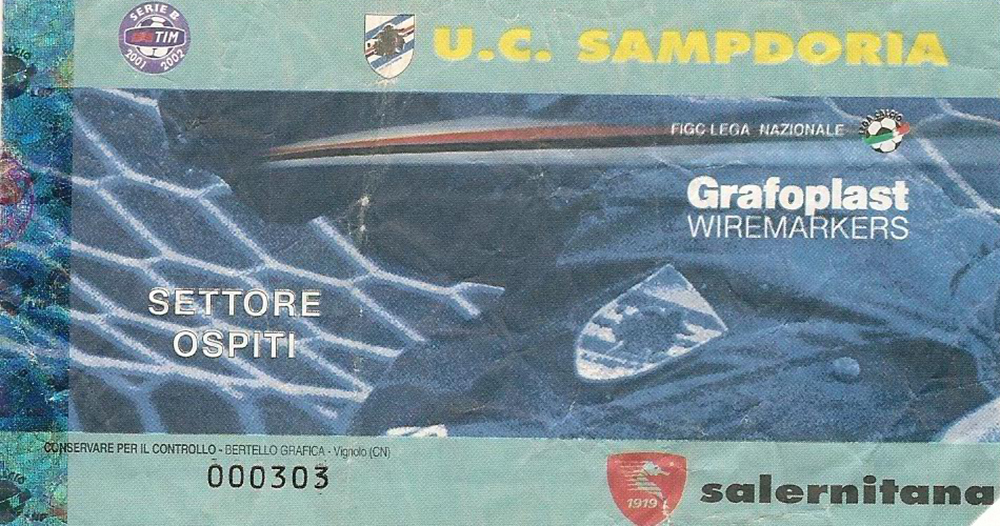 SERIE B
TIM
2001 2002
U.C. SAMPDORIA
FIGC LEGA NAZIONALE
Grafoplast
WIREMARKERS
SETTORE
OSPITI
CONSERVARE PER IL CONTROLLO - BERTELLO GRAFICA - Vignolo (CN)
000303
1919
salernitana